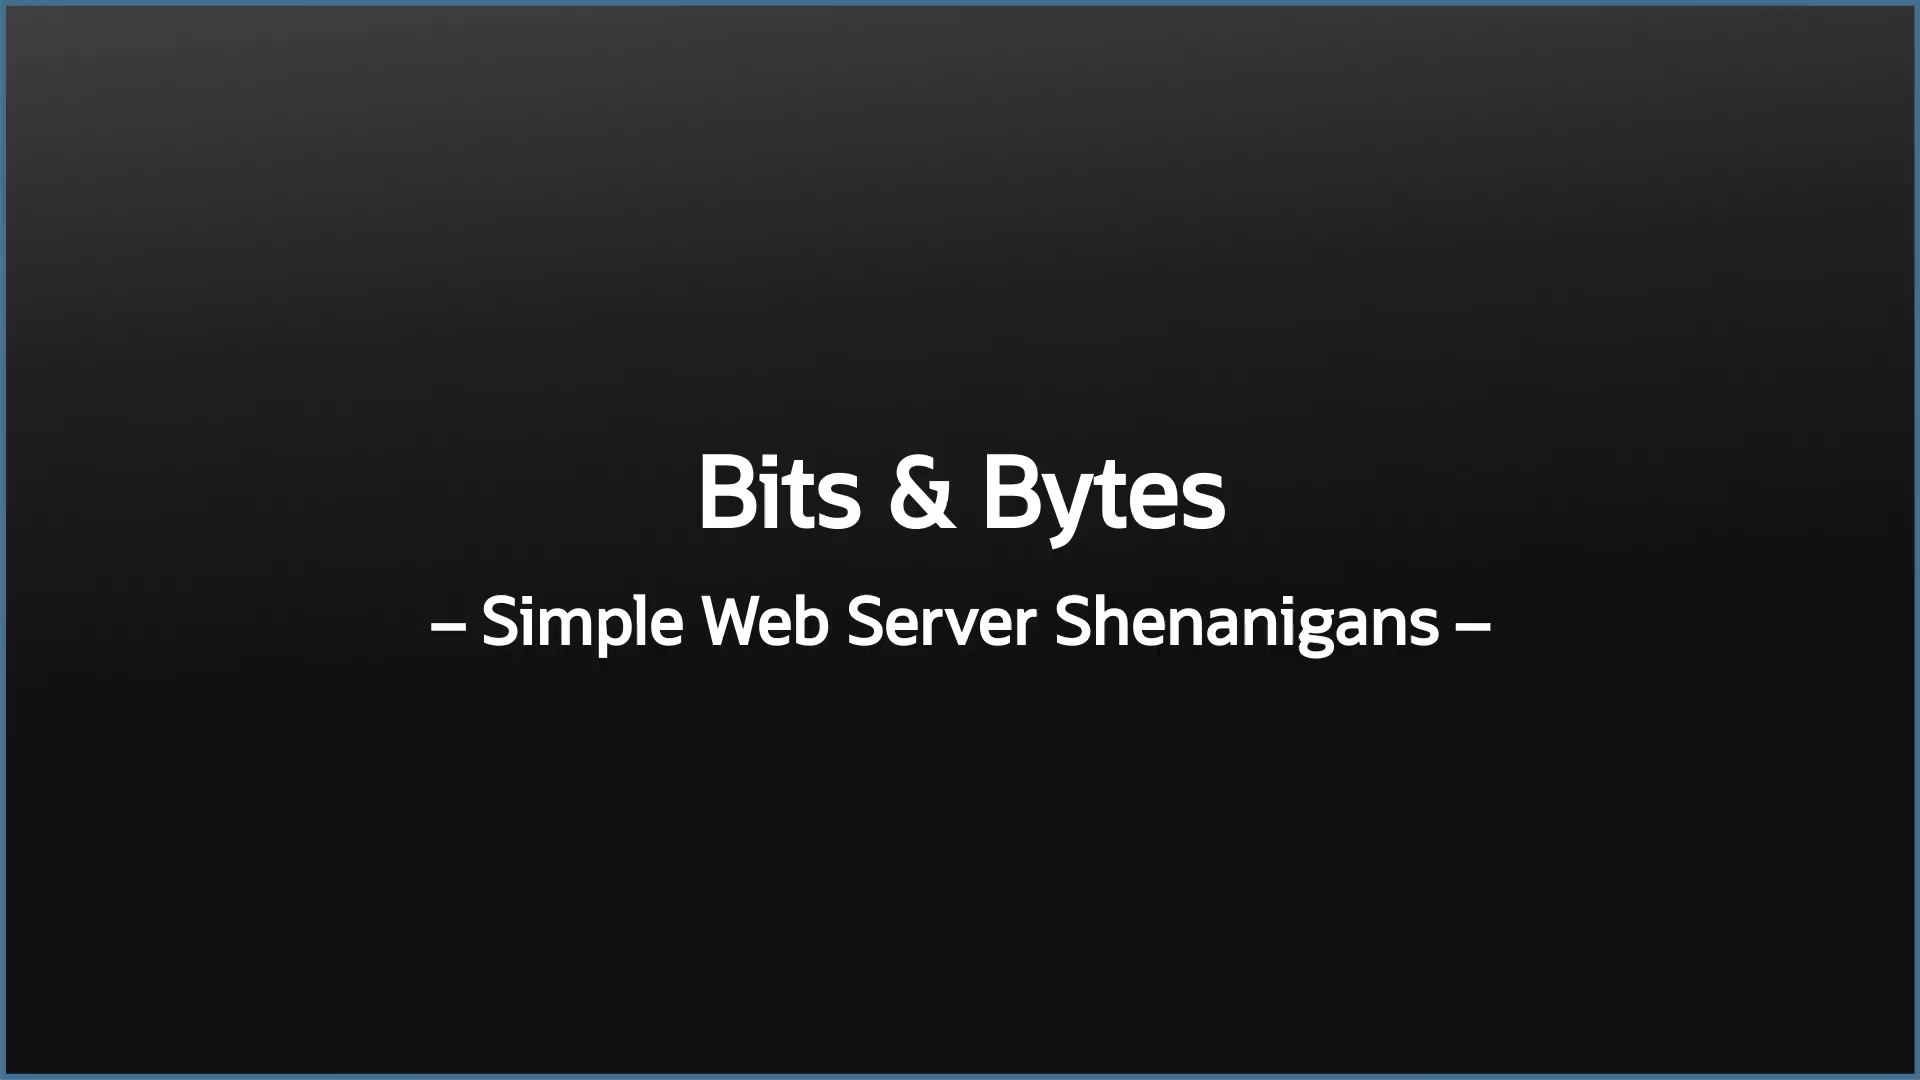 Bits & Bytes
– Simple Web Server Shenanigans –